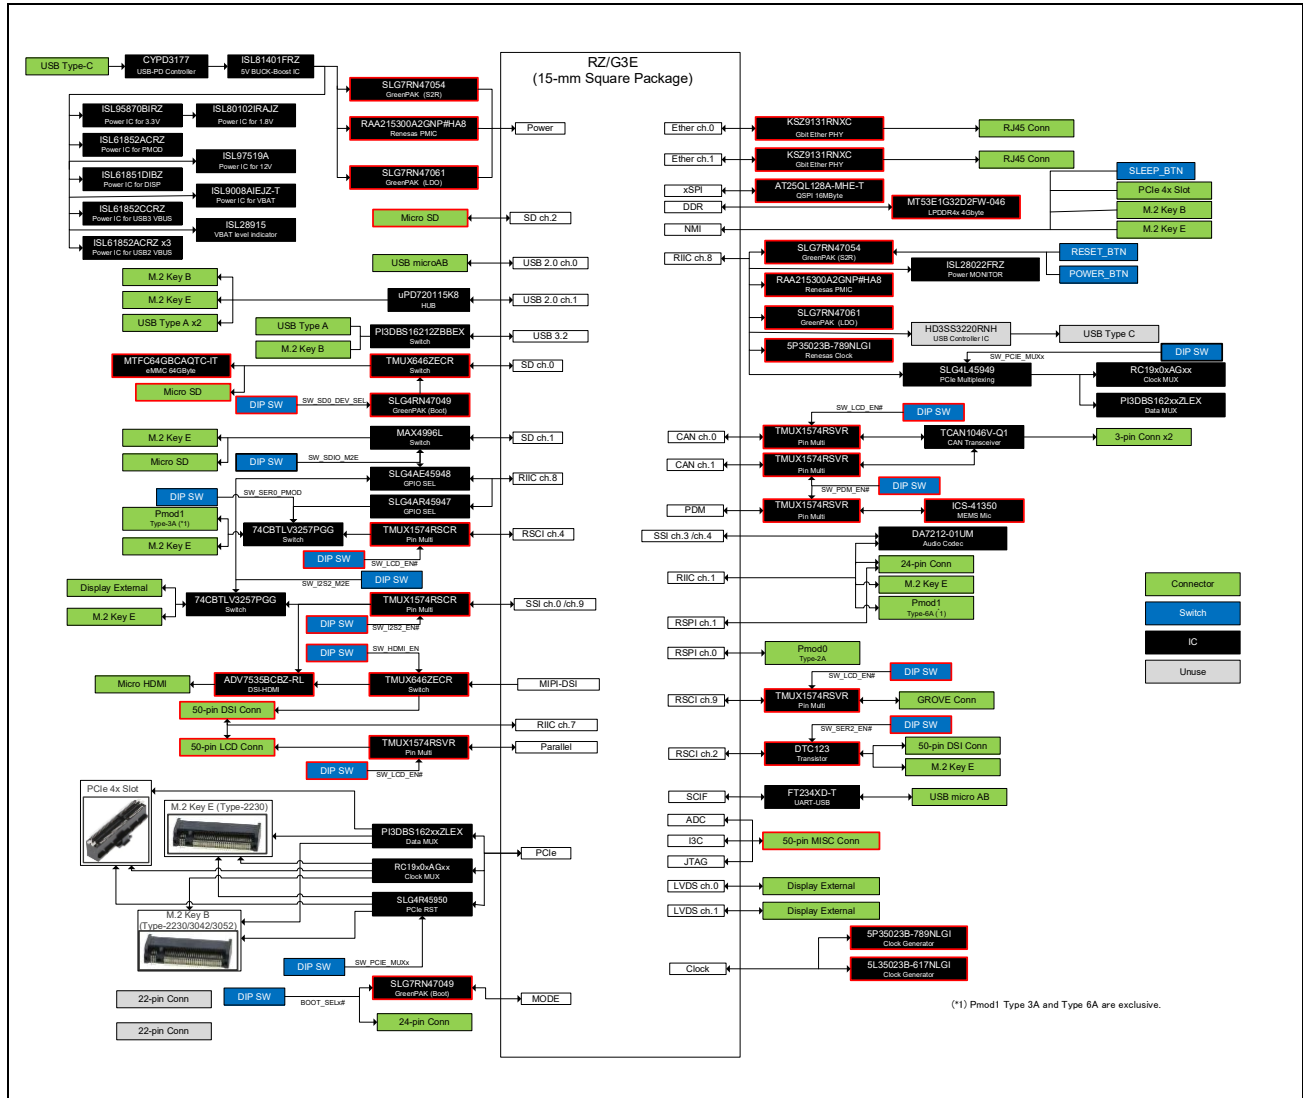 RZ/G3E
(15-mm Square Package)
USB Type-C
CYPD3177
USB-PD Controller
ISL81401FRZ
5V BUCK-Boost IC
ISL95870BIRZ
Power IC for 3.3V
ISL80102IRAJZ
Power IC for 1.8V
ISL61852ACRZ
Power IC for PMOD
ISL97519A
Power IC for 12V
ISL61851DIBZ
Power IC for DISP
ISL9008AIEJZ-T
Power IC for VBAT
ISL61852CCRZ
Power IC for USB3 VBUS
ISL28915
VBAT level indicator
ISL61852ACRZ x3
Power IC for USB2 VBUS
SLG7RN47054
GreenPAK (S2R)
RAA215300A2GNP#HA8
Renesas PMIC
SLG7RN47061
GreenPAK (LDO)
Power
Micro SD
SD ch.2
USB microAB
USB 2.0 ch.0
M.2 Key B
M.2 Key E
USB Type A x2
uPD720115K8
HUB
USB 2.0 ch.1
USB Type A
M.2 Key B
PI3DBS16212ZBBEX
Switch
USB 3.2
MTFC64GBCAQTC-IT
eMMC 64GByte
Micro SD
TMUX646ZECR
Switch
SD ch.0
DIP SW
SW_SD0_DEV_SEL
SLG4RN47045
GreenPAK (Boot)
M.2 Key E
Micro SD
MAX4996L
Switch
SD ch.1
DIP SW
SW_SDIO_M2E
SLG4AE45948
GPIO SEL
RIIC ch.8
SLG4AR45947
GPIO SEL
DIP SW
SW_SER0_PMOD
Pmod1
Type-3A (*1)
M.2 Key E
74CBTLV3257PGG
Switch
TMUX1574RSCR
Pin Multi
RSCI ch.4
DIP SW
SW_LCD_EN#
DIP SW
SW_I2S2_M2E
Display External
M.2 Key E
74CBTLV3257PGG
Switch
TMUX1574RSCR
Pin Multi
SSI ch.0 /ch.9
DIP SW
SW_I2S2_EN#
DIP SW
SW_HDMI_EN
Micro HDMI
ADV7535BCBZ-RL
DSI-HDMI
TMUX646ZECR
Switch
MIPI-DSI
50-pin DSI Conn
RIIC ch.7
50-pin LCD Conn
TMUX1574RSVR
Pin Multi
Parallel
DIP SW
SW_LCD_EN#
PCIe 4x Slot
M.2 Key E (Type-2230)
PI3DBS162xxZLEX
Data MUX
PCIe
RC19x0xAGxx
Clock MUX
SLG4R45950
PCIe RST
M.2 Key B
(Type-2230/3042/3052)
DIP SW
SW_PCIE_MUXx
22-pin Conn
22-pin Conn
DIP SW
BOOT_SELx#
SLG7RN47049
GreenPAK (Boot)
MODE
24-pin Conn
Ether ch.0
KSZ9131RNXC
Gbit Ether PHY
RJ45 Conn
Ether ch.1
KSZ9131RNXC
Gbit Ether PHY
RJ45 Conn
SLEEP_BTN
PCIe 4x Slot
M.2 Key B
M.2 Key E
xSPI
AT25QL128A-MHE-T
QSPI 16MByte
DDR
MT53E1G32D2FW-046
LPDDR4x 4Gbyte
NMI
RIIC ch.8
SLG7RN47054
GreenPAK (S2R)
RESET_BTN
POWER_BTN
ISL28022FRZ
Power MONITOR
RAA215300A2GNP#HA8
Renesas PMIC
SLG7RN47061
GreenPAK (LDO)
HD3SS3220RNH
USB Controller IC
USB Type C
5P35023B-789NLGI
Renesas Clock
SW_PCIE_MUXx
DIP SW
SLG4L45949
PCIe Multiplexing
RC19x0xAGxx
Clock MUX
PI3DBS162xxZLEX
Data MUX
SW_LCD_EN#
DIP SW
CAN ch.0
TMUX1574RSVR
Pin Multi
TCAN1046V-Q1
CAN Transceiver
3-pin Conn x2
CAN ch.1
TMUX1574RSVR
Pin Multi
SW_PDM_EN#
DIP SW
PDM
TMUX1574RSVR
Pin Multi
ICS-41350
MEMS Mic
SSI ch.3 /ch.4
DA7212-01UM
Audio Codec
RIIC ch.1
24-pin Conn
M.2 Key E
Pmod1
Type-6A (*1)
RSPI ch.1
RSPI ch.0
Pmod0
Type-2A
SW_LCD_EN#
DIP SW
RSCI ch.9
TMUX1574RSVR
Pin Multi
GROVE Conn
SW_SER2_EN#
DIP SW
RSCI ch.2
DTC123
Transistor
50-pin DSI Conn
M.2 Key E
SCIF
FT234XD-T
UART-USB
USB micro AB
ADC
I3C
JTAG
50-pin MISC Conn
LVDS ch.0
Display External
LVDS ch.1
Display External
Clock
5P35023B-789NLGI
Clock Generator
5L35023B-617NLGI
Clock Generator
Connector
Switch
IC
Unuse
(*1) Pmod1 Type 3A and Type 6A are exclusive.